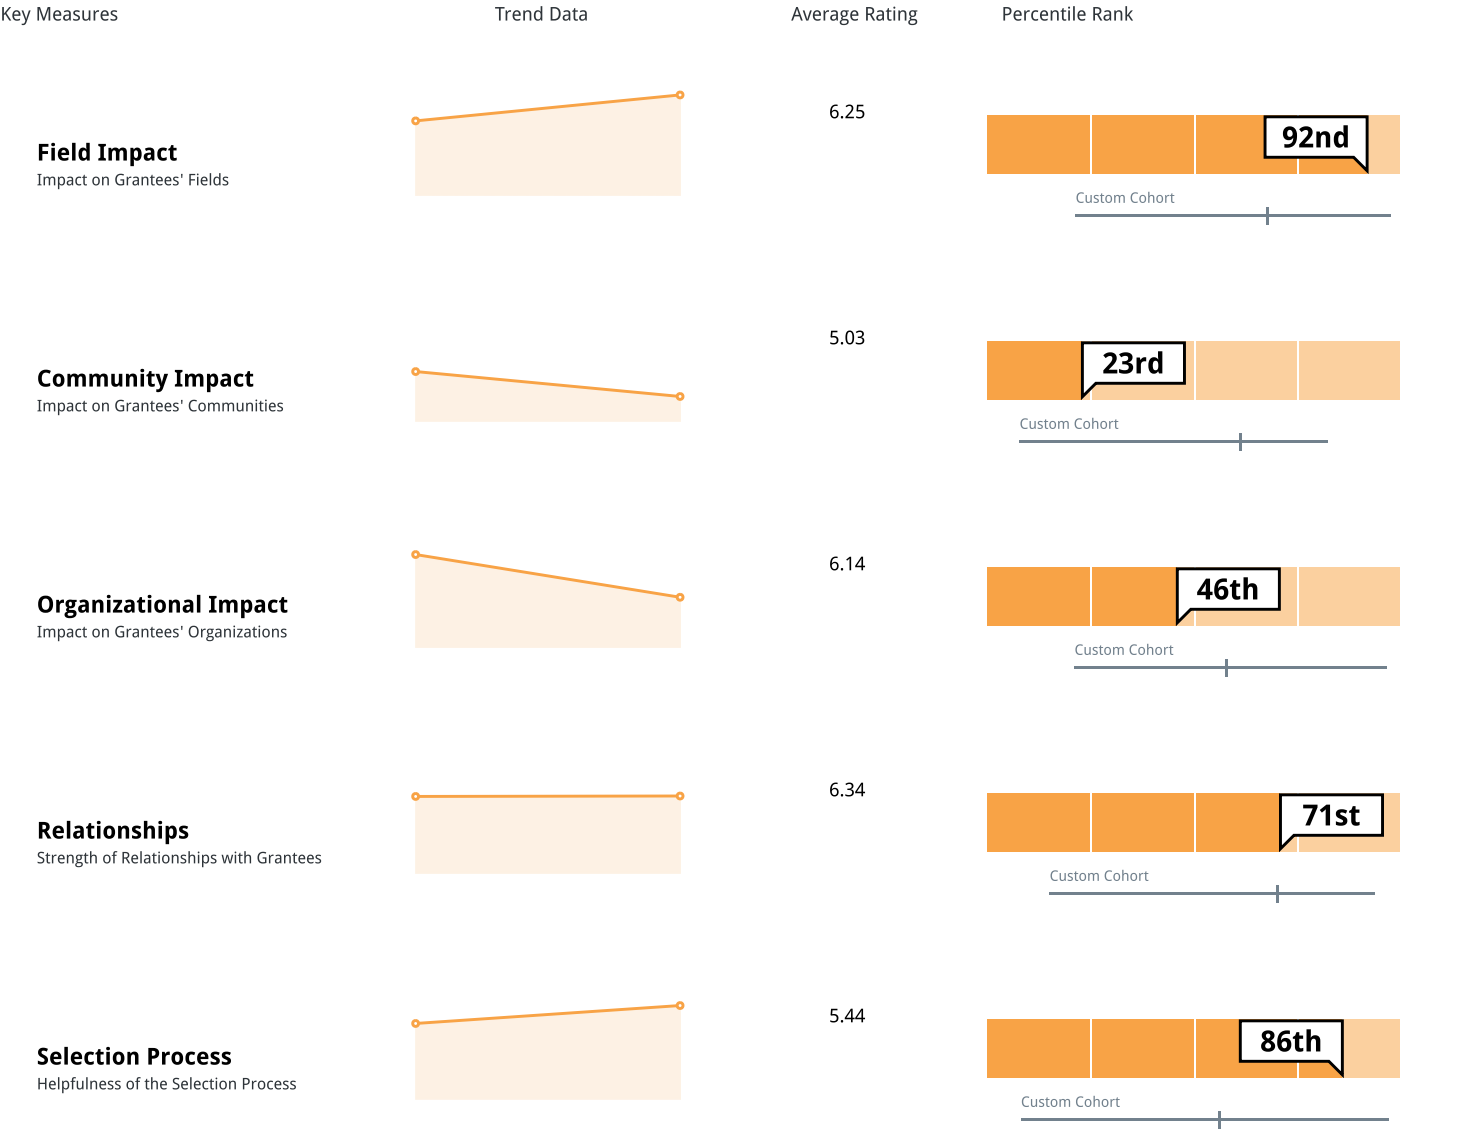 Key Measures
Trend Data
Average Rating
Percentile Rank
Field Impact
Impact on Grantees' Fields
6.25
92nd
Custom Cohort
Community Impact
Impact on Grantees' Communities
5.03
23rd
Custom Cohort
Organizational Impact
Impact on Grantees' Organizations
6.14
46th
Custom Cohort
Relationships
Strength of Relationships with Grantees
6.34
71st
Custom Cohort
Selection Process
Helpfulness of the Selection Process
5.44
86th
Custom Cohort